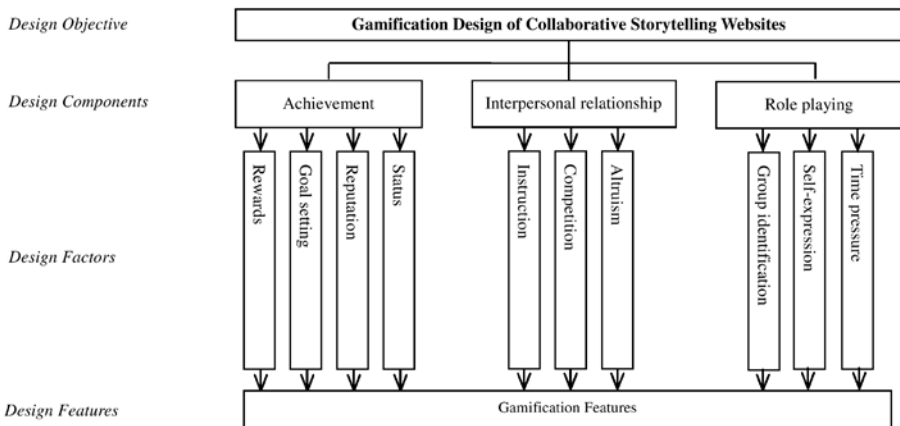 Design Objective
Gamification Design of Collaborative Storytelling Websites
Design Components
Achievement
Interpersonal relationship
Role playing
Design Factors
Rewards
Goal setting
Reputation
Status
Instruction
Competition
Altruism
Group identification
Self-expression
Time pressure
Design Features
Gamification Features